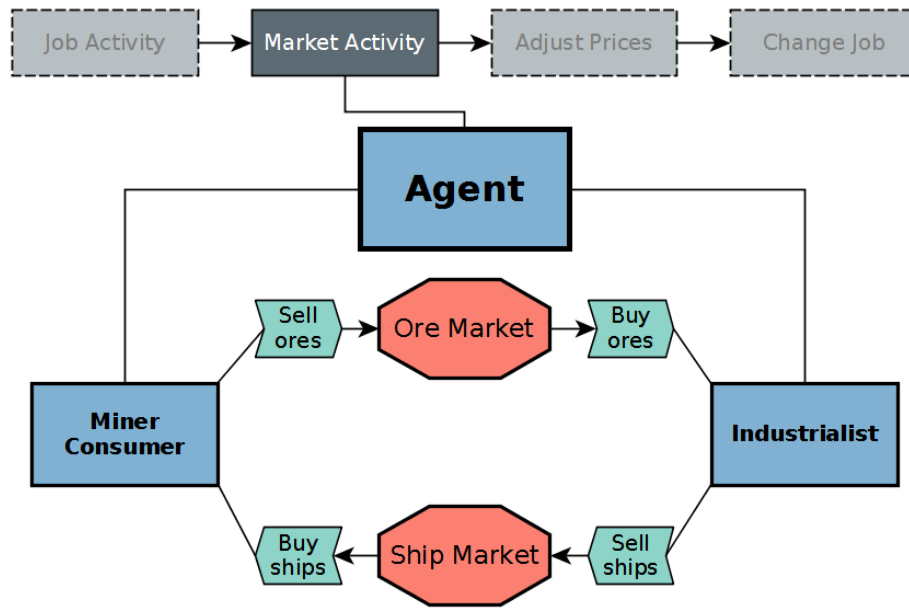 Job Activity
Market Activity
Adjust Prices
Change Job
Agent
Sell
ores
Ore Market
Buy
ores
Miner
Consumer
Industrialist
Buy
ships
Ship Market
Sell
ships